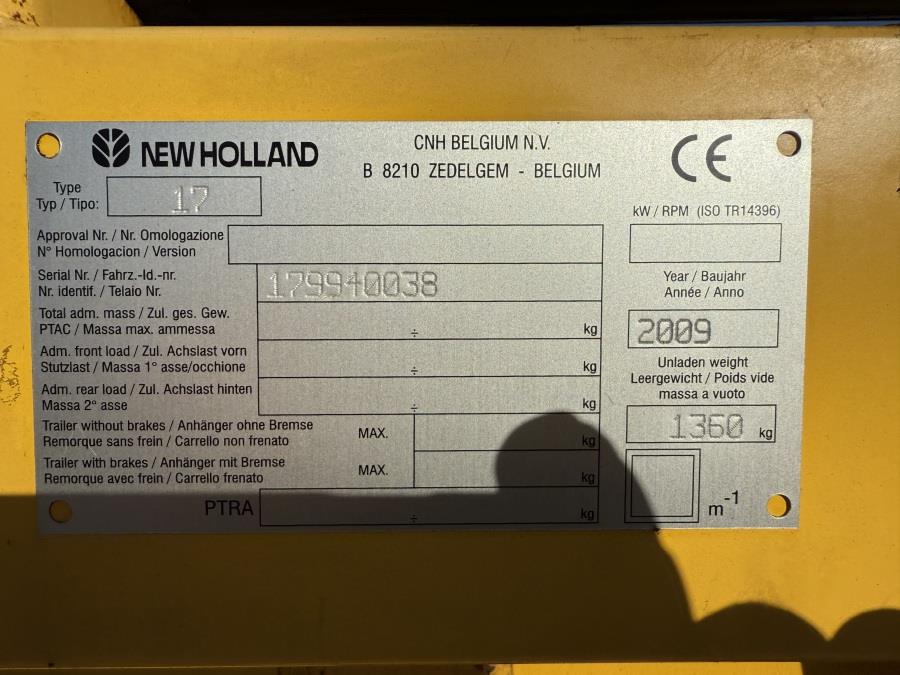 NEW HOLLAND
CNH BELGIUM N.V.
B 8210 ZEDELGEM - BELGIUM
CE
Type
Typ / Tipo:
17
kW / RPM (ISO TR14396)
Approval Nr. / Nr. Omologazione
N° Homologacion / Version
Serial Nr. / Fahrz.-Id.-nr.
Nr. identif. / Telaio Nr.
179940038
Year / Baujahr
Année / Anno
2009
Total adm. mass / Zul. ges. Gew.
PTAC / Massa max. ammessa
÷ kg
Adm. front load / Zul. Achslast vorn
Stutzlast / Massa 1° asse/occhione
÷ kg
Unladen weight
Leergewicht / Poids vide
massa a vuoto
1360 kg
Adm. rear load / Zul. Achslast hinten
Massa 2° asse
÷ kg
Trailer without brakes / Anhänger ohne Bremse
Remorque sans frein / Carrello non frenato
MAX. kg
Trailer with brakes / Anhänger mit Bremse
Remorque avec frein / Carrello frenato
MAX. kg
PTRA ÷ kg
m-1